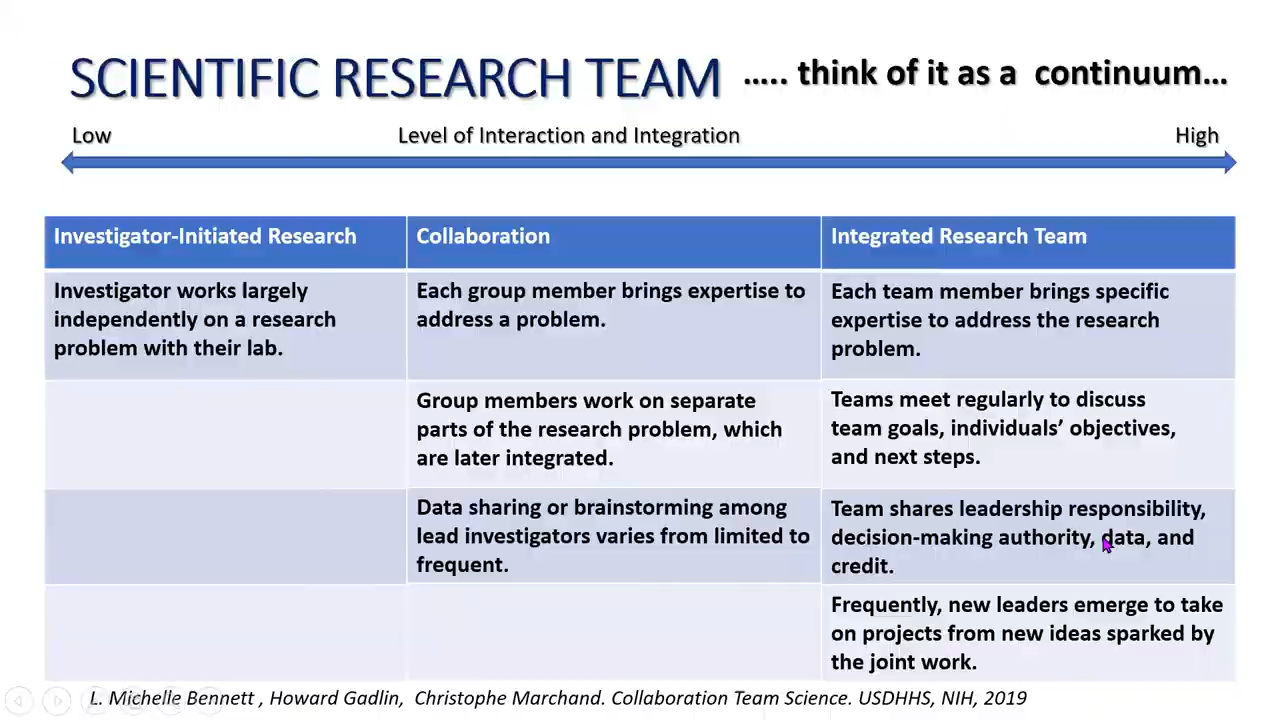 SCIENTIFIC RESEARCH TEAM ..... think of it as a continuum...
Low Level of Interaction and Integration High
Investigator-Initiated Research
Collaboration
Integrated Research Team
Investigator works largely
independently on a research
problem with their lab.
Each group member brings expertise to
address a problem.
Each team member brings specific
expertise to address the research
problem.
Group members work on separate
parts of the research problem, which
are later integrated.
Teams meet regularly to discuss
team goals, individuals’ objectives,
and next steps.
Data sharing or brainstorming among
lead investigators varies from limited to
frequent.
Team shares leadership responsibility,
decision-making authority, data, and
credit.
Frequently, new leaders emerge to take
on projects from new ideas sparked by
the joint work.
L. Michelle Bennett , Howard Gadlin, Christophe Marchand. Collaboration Team Science. USDHHS, NIH, 2019